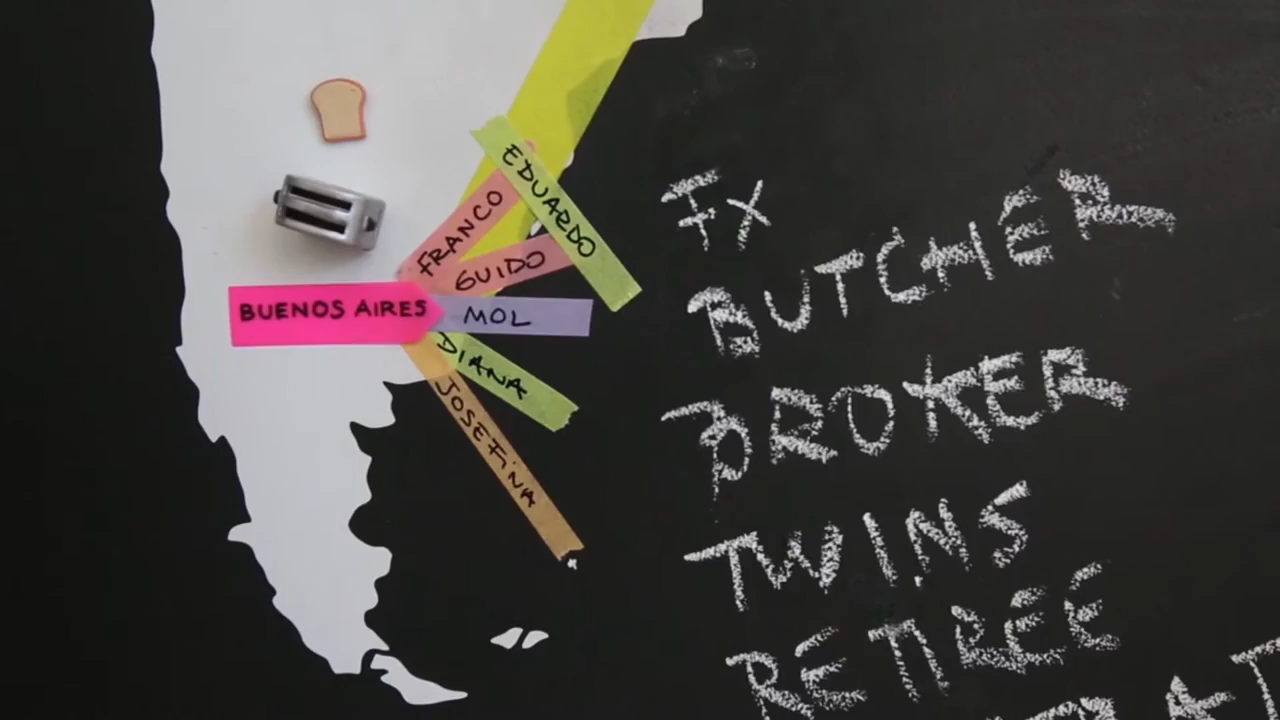 EDUARDO
FRANCO
GUIDO
BUENOS AIRES
MOL
DIANA
JOSEFINA
FX
BUTCHER
BROKER
TWINS
RETIREE